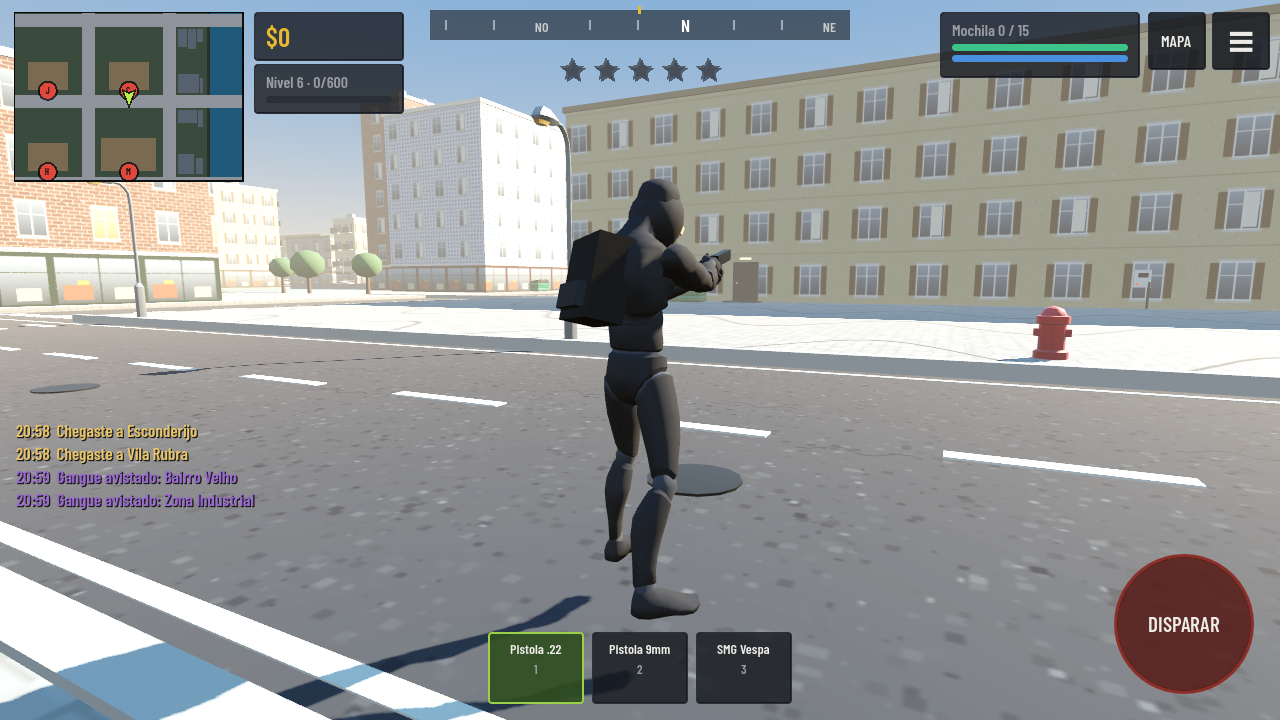 $0
Nível 6 · 0/600
NO
N
NE
Mochila 0 / 15
MAPA
J
H
M
20:58 Chegaste a Esconderijo
20:58 Chegaste a Vila Rubra
20:59 Gangue avistado: Bairro Velho
20:59 Gangue avistado: Zona Industrial
Pistola .22
1
Pistola 9mm
2
SMG Vespa
3
DISPARAR